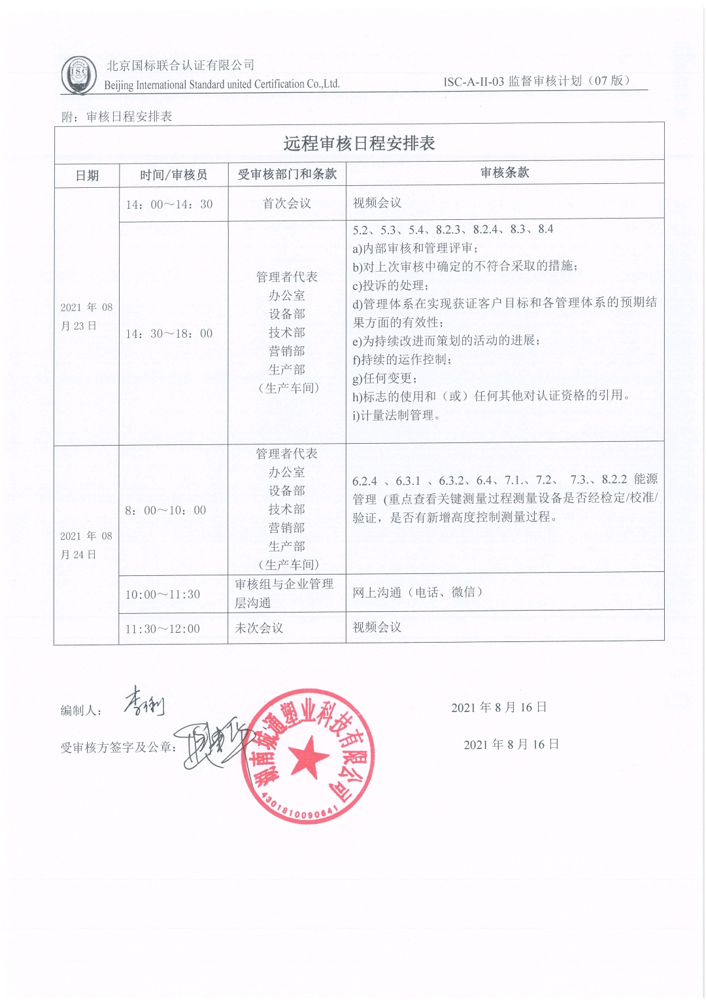 ISC
北京国标联合认证有限公司
Beijing International Standard united Certification Co.,Ltd.
ISC-A-II-03 监督审核计划（07 版）
附：审核日程安排表
远程审核日程安排表
日期
时间/审核员
受审核部门和条款
审核条款
2021 年 08
月 23 日
14：00～14：30
首次会议
视频会议
14：30～18：00
管理者代表
办公室
设备部
技术部
营销部
生产部
（生产车间）
5.2、5.3、5.4、8.2.3、8.2.4、8.3、8.4
a)内部审核和管理评审；
b)对上次审核中确定的不符合采取的措施；
c)投诉的处理；
d)管理体系在实现获证客户目标和各管理体系的预期结
果方面的有效性；
e)为持续改进而策划的活动的进展；
f)持续的运作控制；
g)任何变更；
h)标志的使用和（或）任何其他对认证资格的引用。
i)计量法制管理。
2021 年 08
月 24 日
8：00～10：00
管理者代表
办公室
设备部
技术部
营销部
生产部
（生产车间）
6.2.4 、6.3.1 、6.3.2、6.4、7.1.、7.2、 7.3.、8.2.2 能源
管理（重点查看关键测量过程测量设备是否经检定/校准/
验证，是否有新增高度控制测量过程。
10:00～11:30
审核组与企业管理
层沟通
网上沟通（电话、微信）
11:30～12:00
末次会议
视频会议
编制人：
2021 年 8 月 16 日
受审核方签字及公章：
2021 年 8 月 16 日
湖南城通塑业科技有限公司
4301810090641